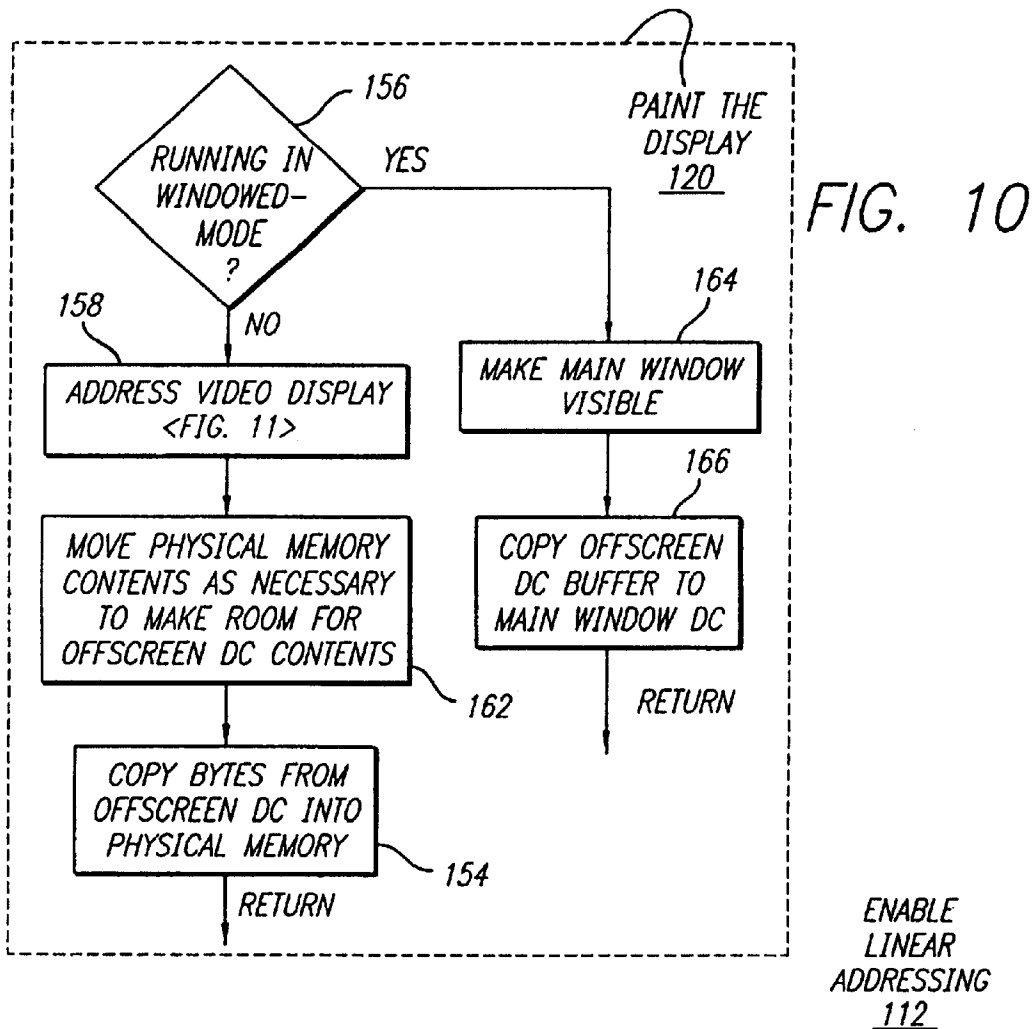 156
RUNNING IN
WINDOWED-
MODE
?
YES
NO
PAINT THE
DISPLAY
120
FIG. 10
158
ADDRESS VIDEO DISPLAY
<FIG. 11>
164
MAKE MAIN WINDOW
VISIBLE
MOVE PHYSICAL MEMORY
CONTENTS AS NECESSARY
TO MAKE ROOM FOR
OFFSCREEN DC CONTENTS
162
166
COPY OFFSCREEN
DC BUFFER TO
MAIN WINDOW DC
RETURN
COPY BYTES FROM
OFFSCREEN DC INTO
PHYSICAL MEMORY
154
RETURN
ENABLE
LINEAR
ADDRESSING
112